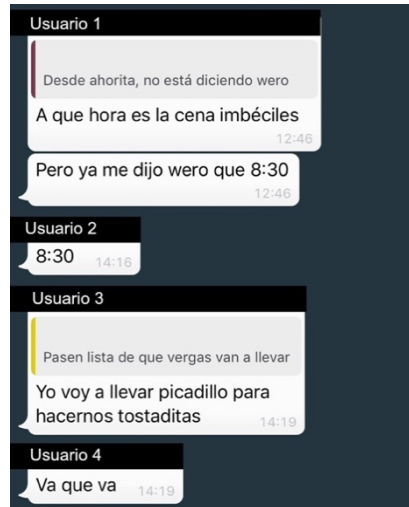 Usuario 1
Desde ahorita, no está diciendo wero
A que hora es la cena imbéciles
12:46
Pero ya me dijo wero que 8:30
12:46
Usuario 2
8:30 14:16
Usuario 3
Pasen lista de que vergas van a llevar
Yo voy a llevar picadillo para
hacernos tostaditas 14:19
Usuario 4
Va que va 14:19